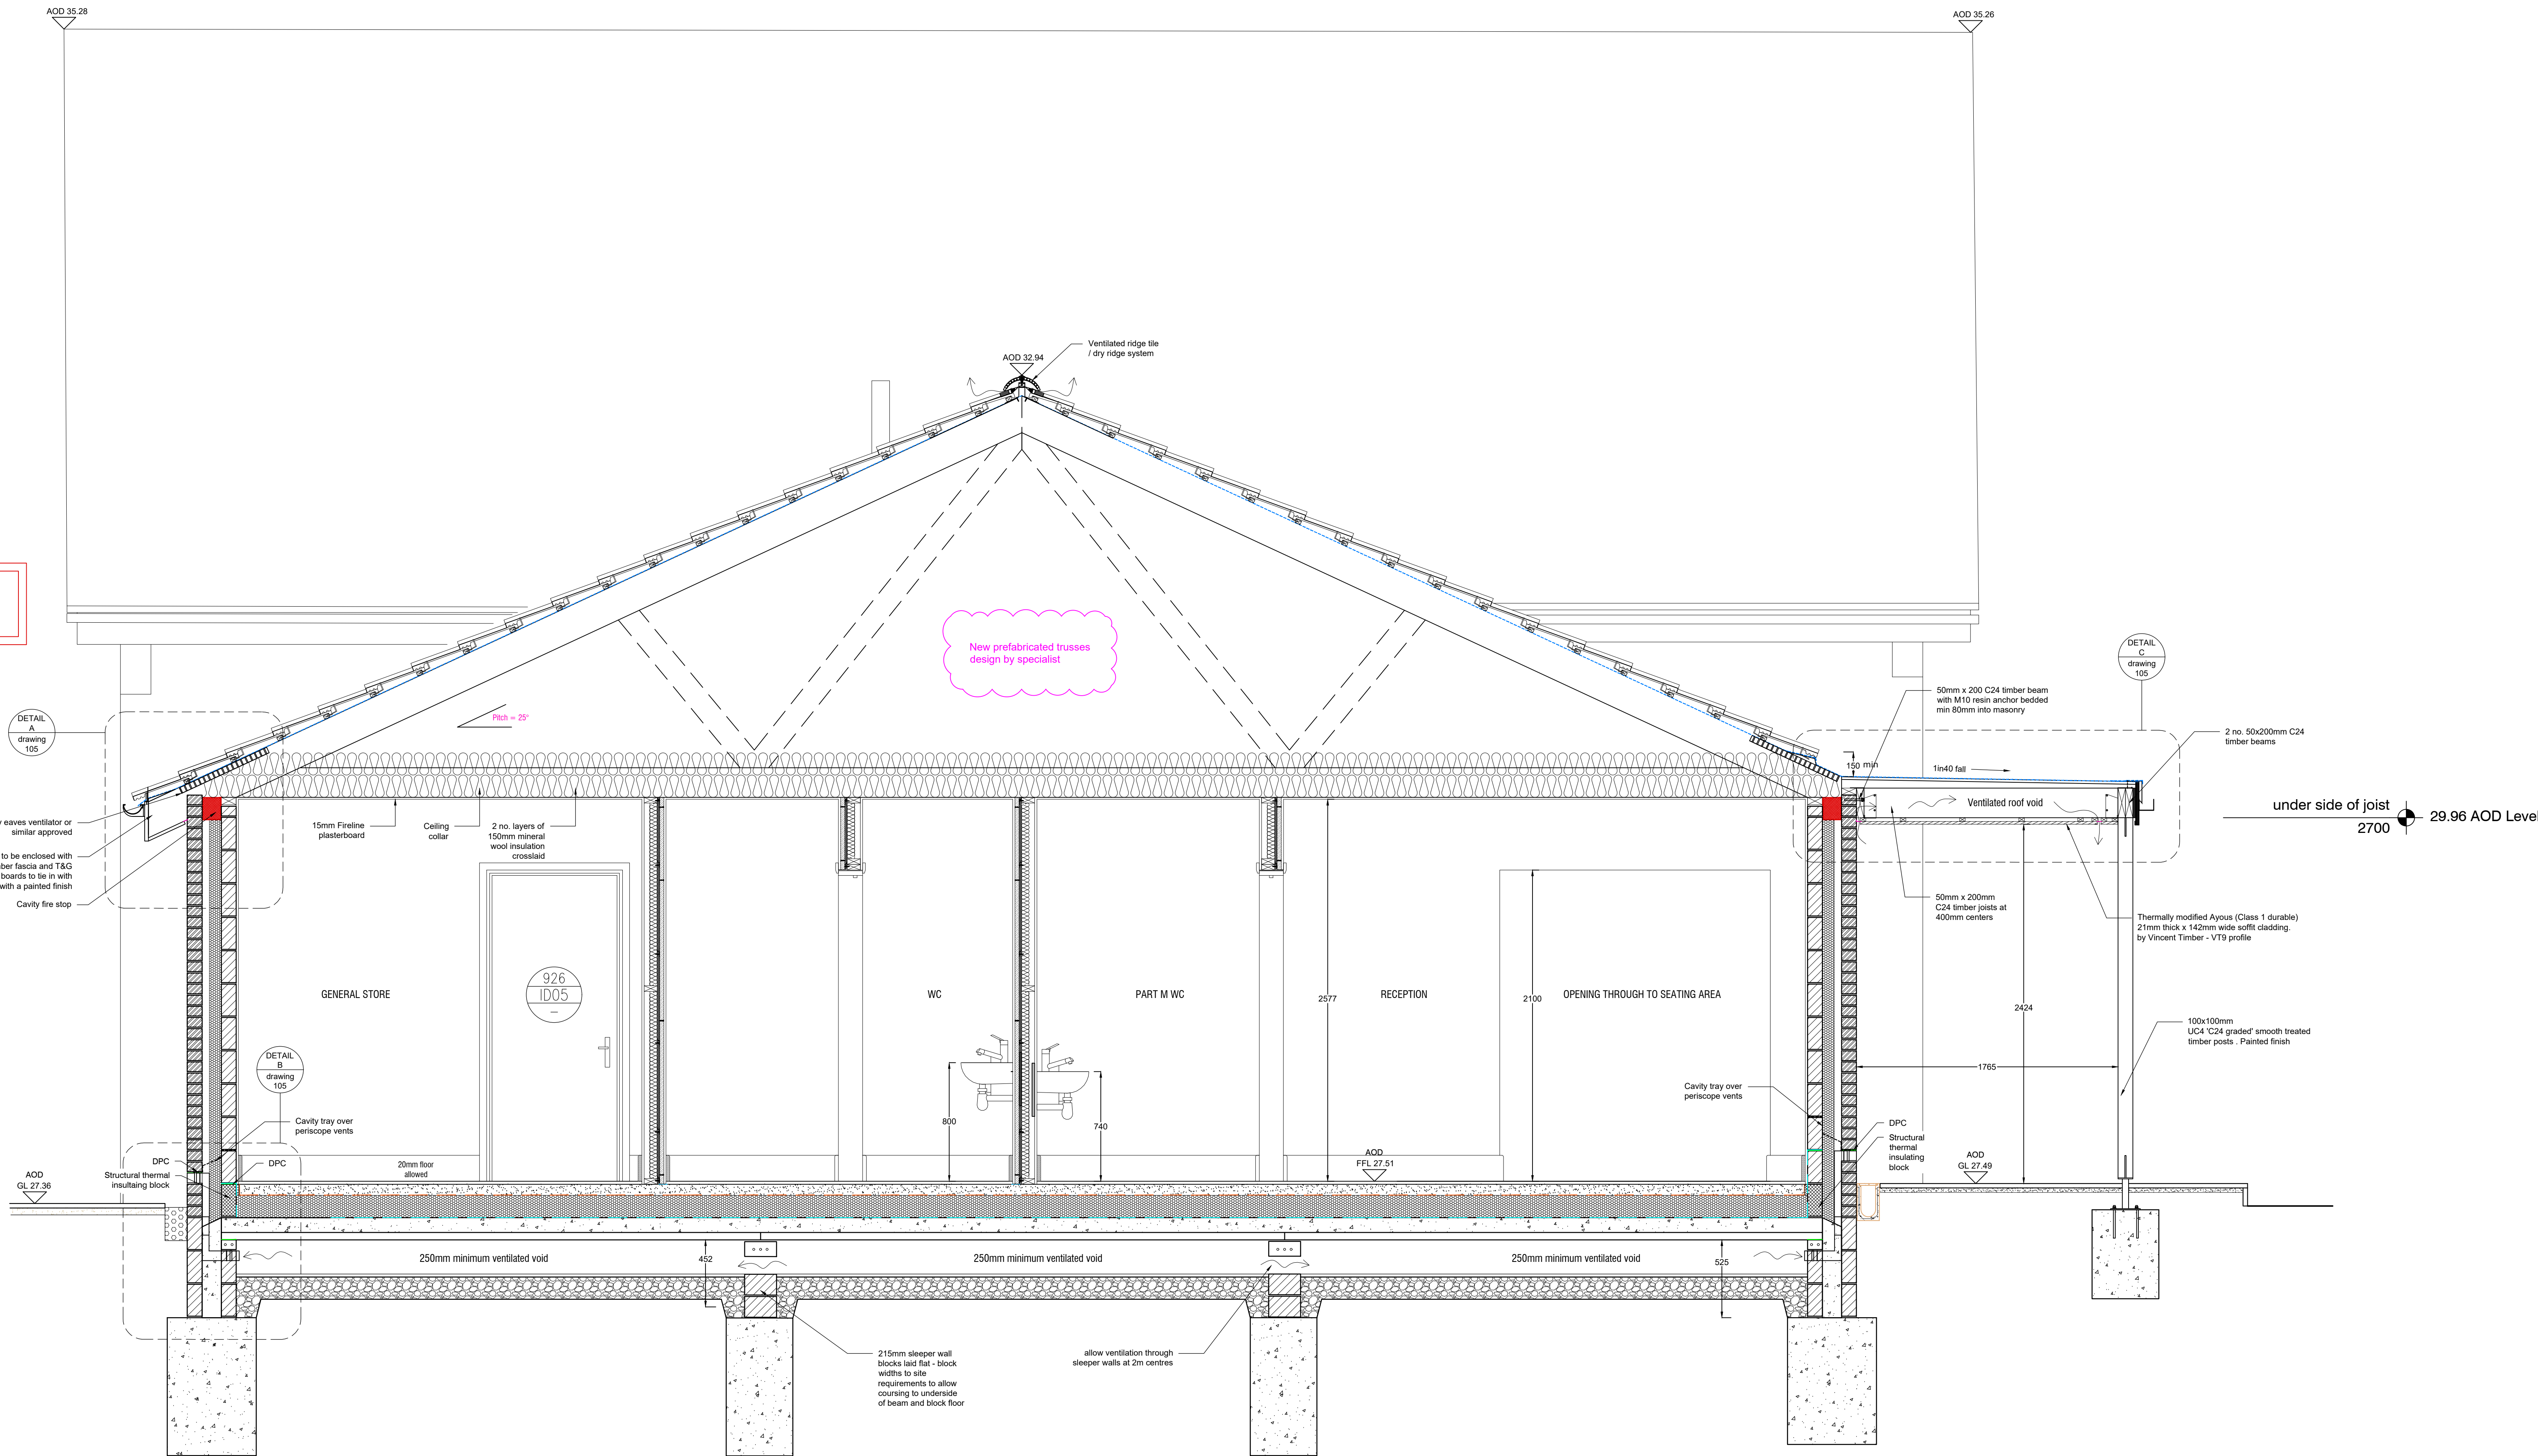 AOD 35.28
AOD 35.26
AOD 32.94
Ventilated ridge tile
/ dry ridge system
New prefabricated trusses
design by specialist
Pitch = 25°
DETAIL
A
drawing
105
DETAIL
C
drawing
105
50mm x 200 C24 timber beam
with M10 resin anchor bedded
min 80mm into masonry
2 no. 50x200mm C24
timber beams
150 min
1in40 fall
Ventilated roof void
under side of joist
2700
29.96 AOD Level
eaves ventilator or
similar approved
to be enclosed with
fascia and T&G
boards to tie in with
with a painted finish
Cavity fire stop
15mm Fireline
plasterboard
Ceiling
collar
2 no. layers of
150mm mineral
wool insulation
crosslaid
50mm x 200mm
C24 timber joists at
400mm centers
Thermally modified Ayous (Class 1 durable)
21mm thick x 142mm wide soffit cladding.
by Vincent Timber - VT9 profile
GENERAL STORE
926
ID05
–
WC
PART M WC
2577
RECEPTION
2100
OPENING THROUGH TO SEATING AREA
2424
100x100mm
UC4 'C24 graded' smooth treated
timber posts . Painted finish
1765
DETAIL
B
drawing
105
800
740
Cavity tray over
periscope vents
Cavity tray over
periscope vents
DPC
Structural thermal
insultaing block
DPC
20mm floor
allowed
AOD
FFL 27.51
DPC
Structural
thermal
insulating
block
AOD
GL 27.36
AOD
GL 27.49
250mm minimum ventilated void
452
250mm minimum ventilated void
250mm minimum ventilated void
525
215mm sleeper wall
blocks laid flat - block
widths to site
requirements to allow
coursing to underside
of beam and block floor
allow ventilation through
sleeper walls at 2m centres